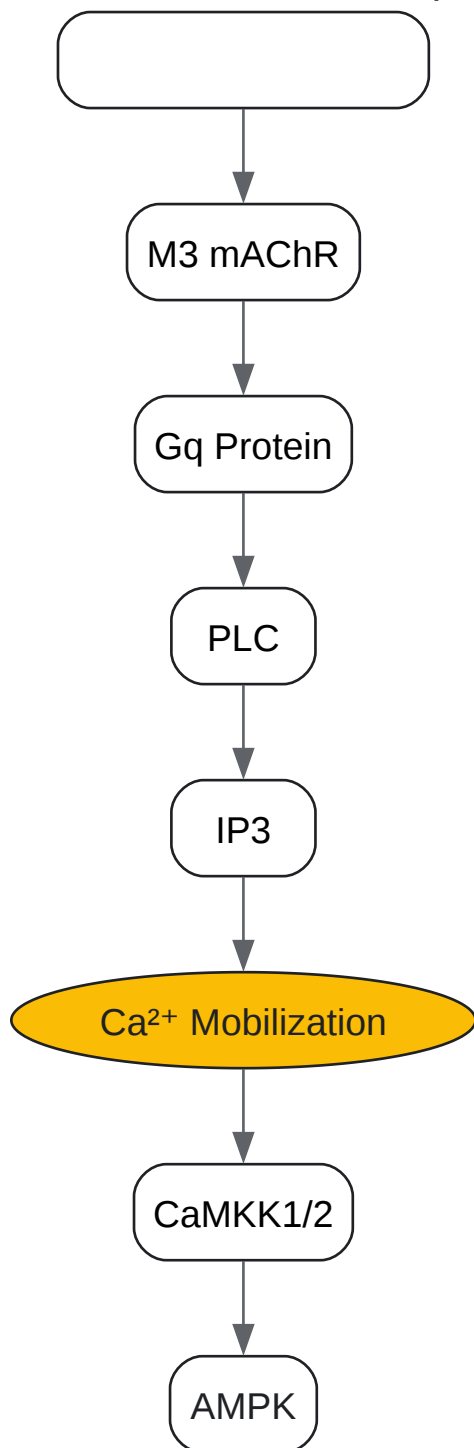 M3 mAChR
Gq Protein
PLC
IP3
Ca²⁺ Mobilization
CaMKK1/2
AMPK